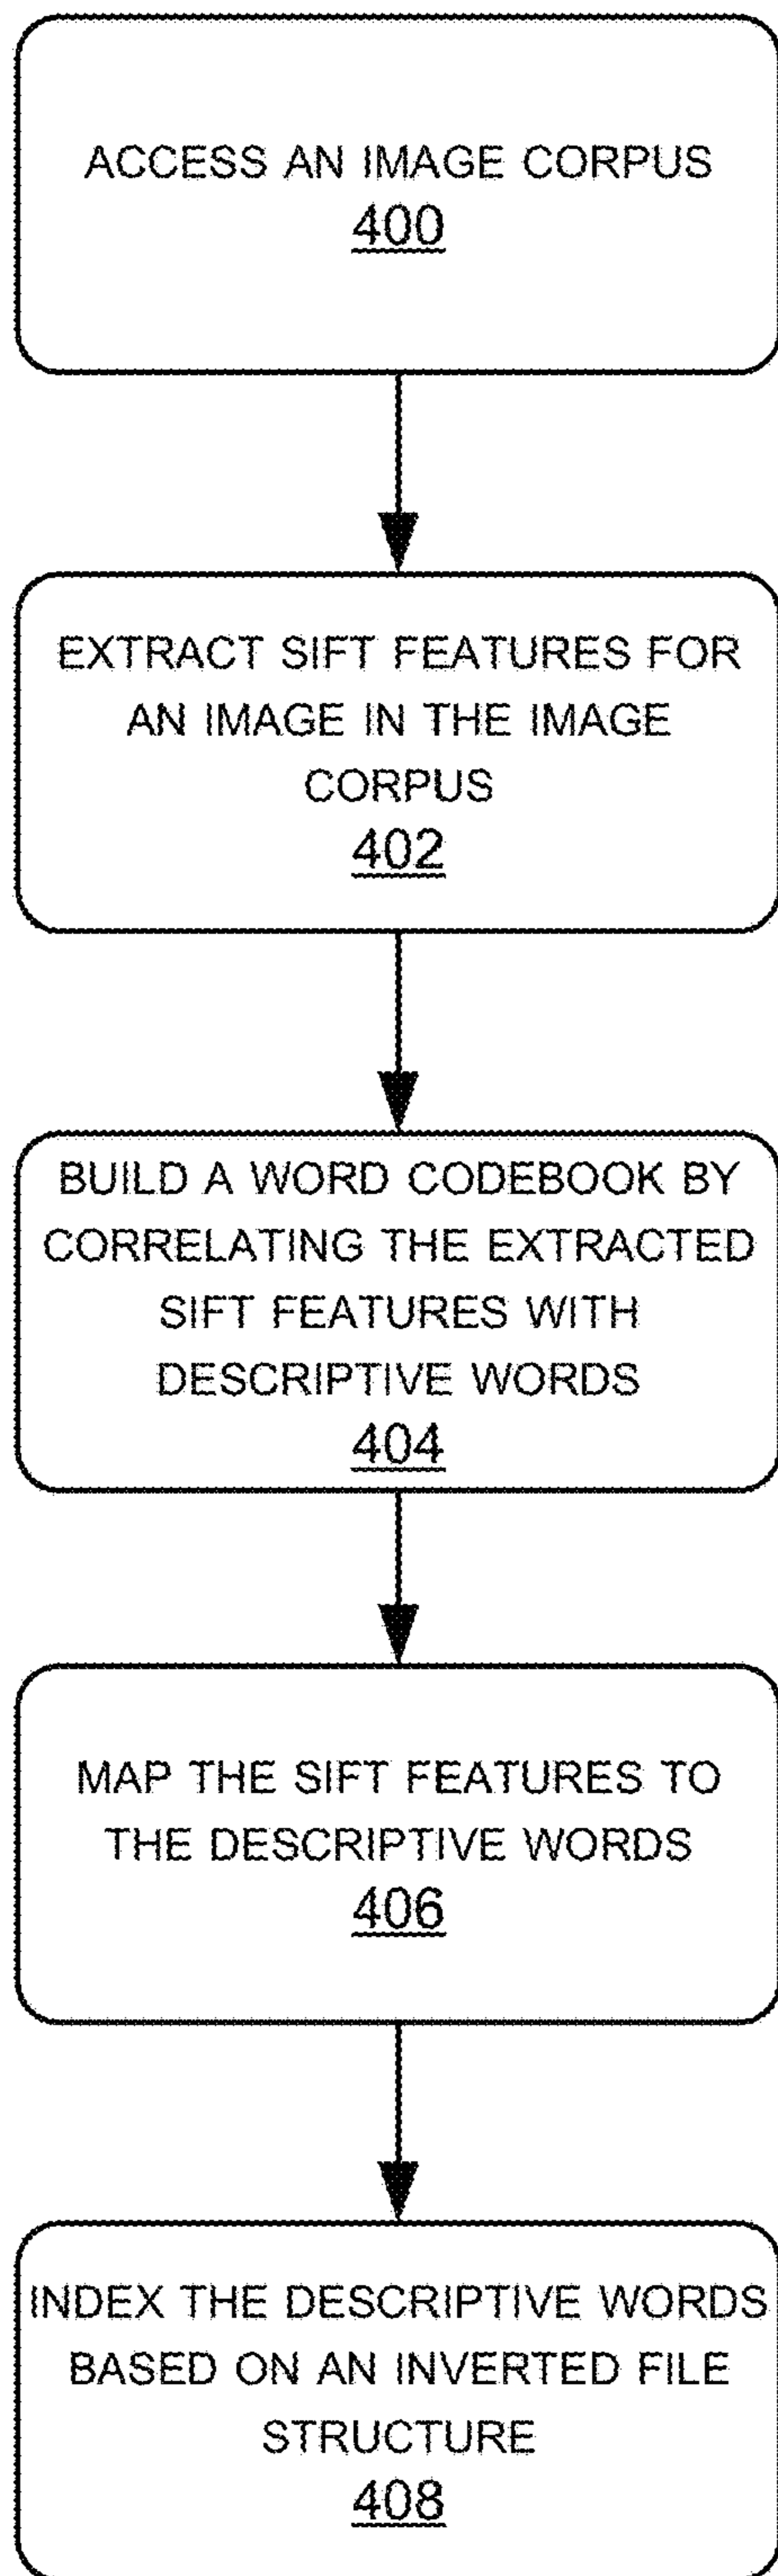 ACCESS AN IMAGE CORPUS
400
EXTRACT SIFT FEATURES FOR
AN IMAGE IN THE IMAGE
CORPUS
402
BUILD A WORD CODEBOOK BY
CORRELATING THE EXTRACTED
SIFT FEATURES WITH
DESCRIPTIVE WORDS
404
MAP THE SIFT FEATURES TO
THE DESCRIPTIVE WORDS
406
INDEX THE DESCRIPTIVE WORDS
BASED ON AN INVERTED FILE
STRUCTURE
408